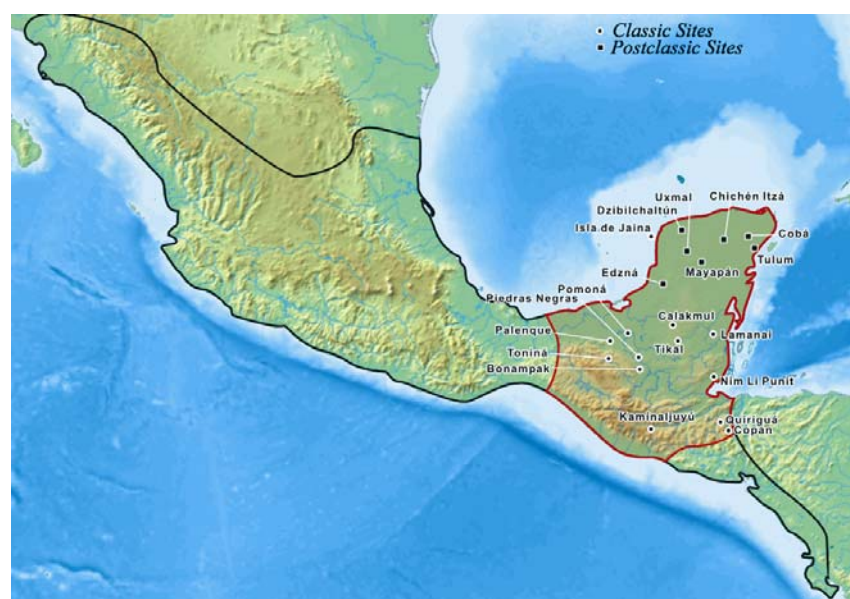 Classic Sites
Postclassic Sites
Uxmal
Chichén Itzá
Dzibilchaltún
Isla de Jaina
Cobá
Tulum
Mayapán
Edzná
Pomoná
Piedras Negras
Calakmul
Palenque
Lamanai
Tikal
Toniná
Bonampak
Nim Li Punit
Kaminaljuyú
Quiriguá
Copán